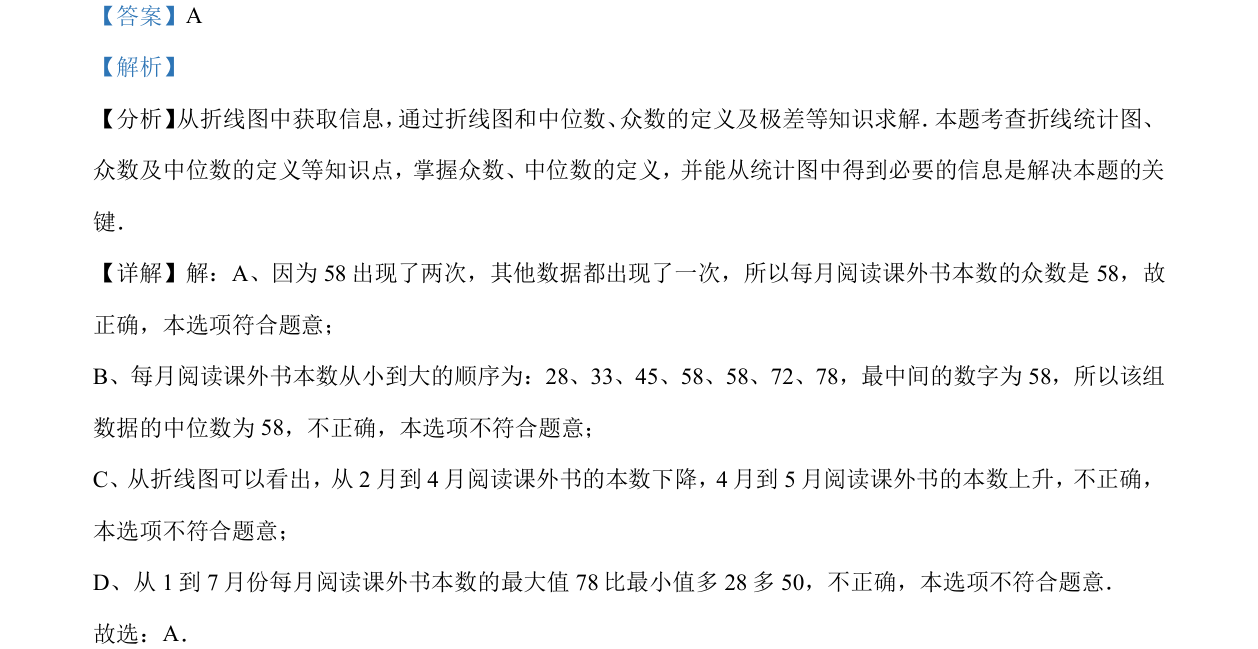 【答案】A
【解析】
【分析】从折线图中获取信息，通过折线图和中位数、众数的定义及极差等知识求解．本题考查折线统计图、
众数及中位数的定义等知识点，掌握众数、中位数的定义，并能从统计图中得到必要的信息是解决本题的关
键．
【详解】解：A、因为 58 出现了两次，其他数据都出现了一次，所以每月阅读课外书本数的众数是 58，故
正确，本选项符合题意；
B、每月阅读课外书本数从小到大的顺序为：28、33、45、58、58、72、78，最中间的数字为 58，所以该组
数据的中位数为 58，不正确，本选项不符合题意；
C、从折线图可以看出，从 2 月到 4 月阅读课外书的本数下降，4 月到 5 月阅读课外书的本数上升，不正确，
本选项不符合题意；
D、从 1 到 7 月份每月阅读课外书本数的最大值 78 比最小值多 28 多 50，不正确，本选项不符合题意．
故选：A．